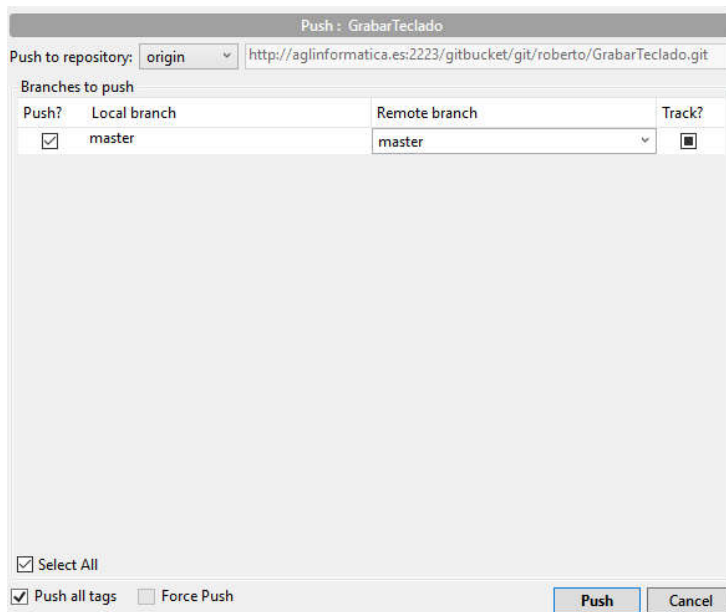 Push : GrabarTeclado
Push to repository: origin http://aglinformatica.es:2223/gitbucket/git/roberto/GrabarTeclado.git
Branches to push
Push? Local branch Remote branch Track?
master master
Select All
Push all tags Force Push Push Cancel